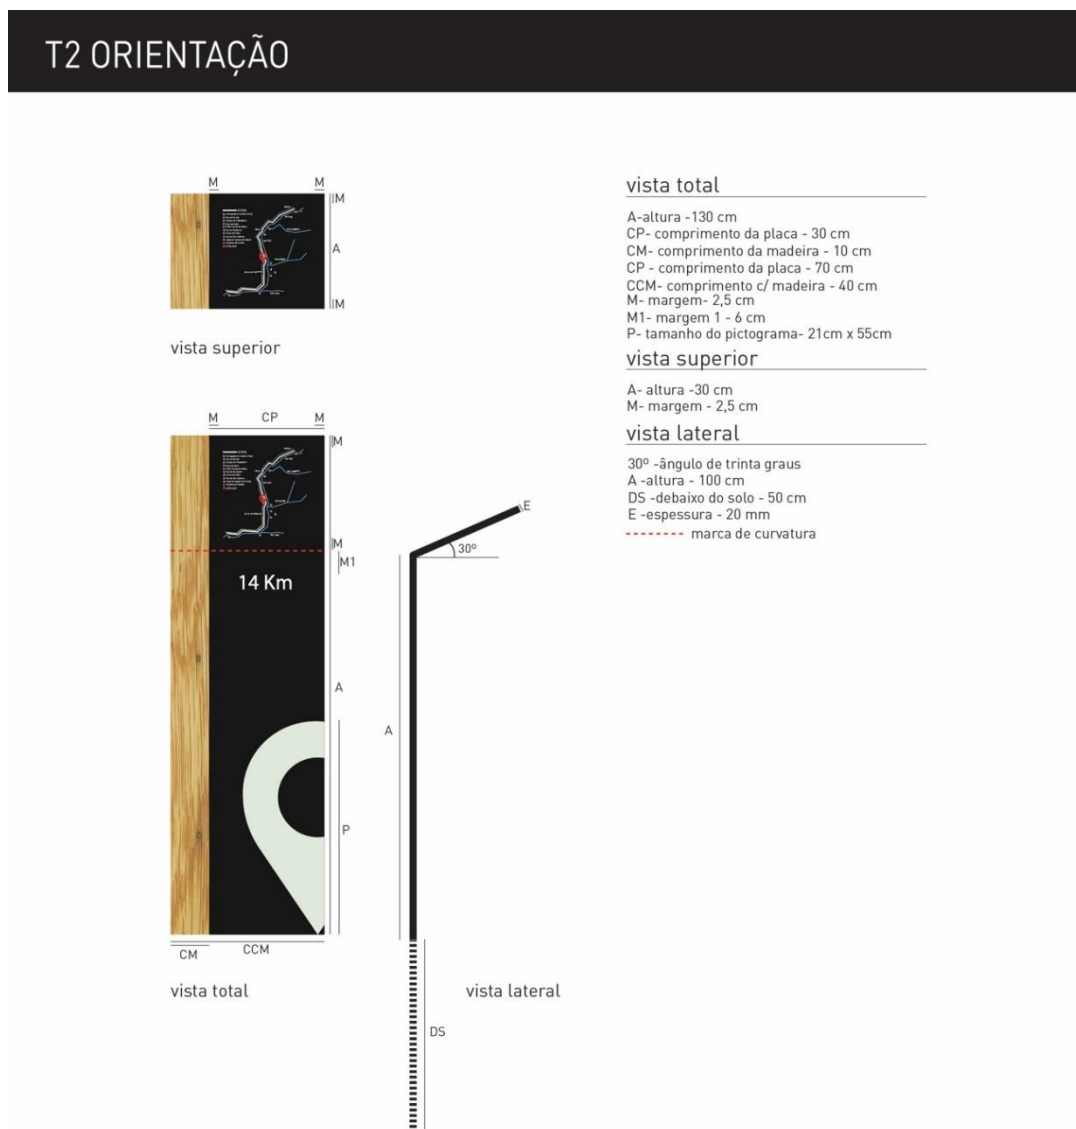 T2 ORIENTAÇÃO
M M
M
A
M
vista superior
M CP M
M
M
M1
14 Km
A
P
CM
CCM
vista total
E
30º
A
DS
vista lateral
vista total
A-altura -130 cm
CP- comprimento da placa - 30 cm
CM- comprimento da madeira - 10 cm
CP - comprimento da placa - 70 cm
CCM- comprimento c/ madeira - 40 cm
M- margem- 2,5 cm
M1- margem 1 - 6 cm
P- tamanho do pictograma- 21cm x 55cm
vista superior
A- altura -30 cm
M- margem - 2,5 cm
vista lateral
30º -ângulo de trinta graus
A -altura - 100 cm
DS -debaixo do solo - 50 cm
E -espessura - 20 mm
marca de curvatura